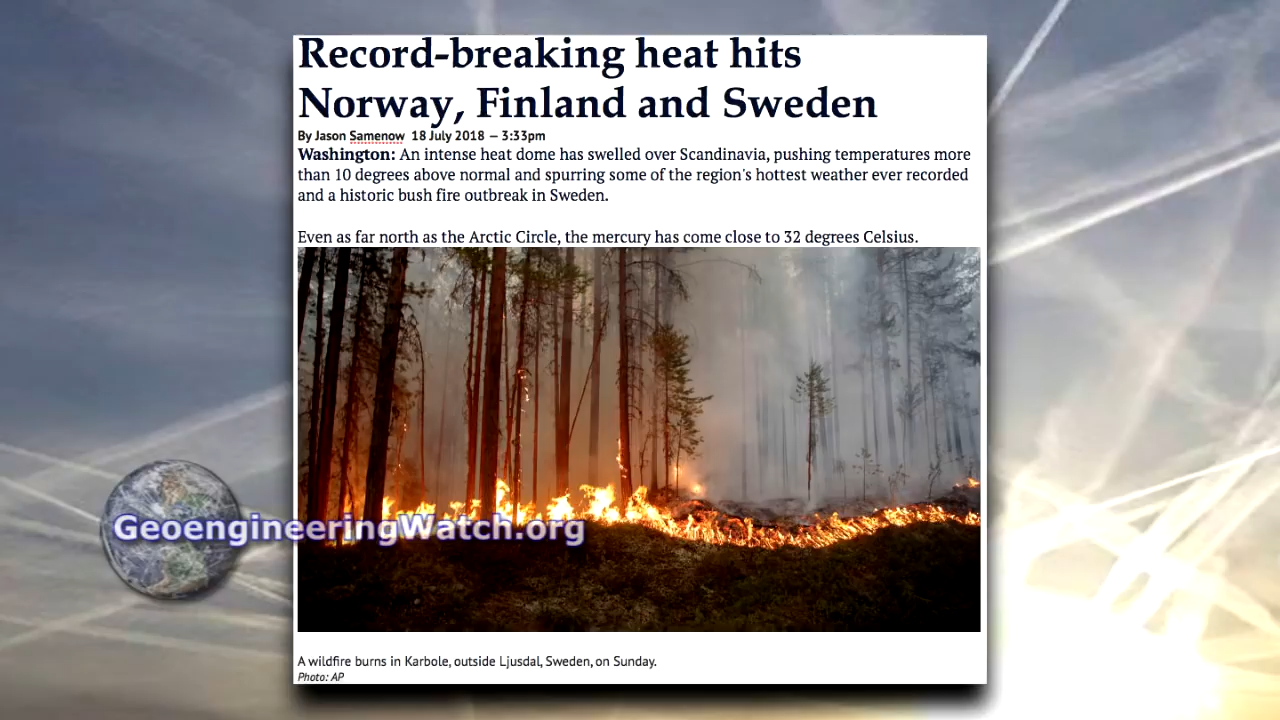 Record-breaking heat hits
Norway, Finland and Sweden
By Jason Samenow 18 July 2018 – 3:33pm
Washington: An intense heat dome has swelled over Scandinavia, pushing temperatures more
than 10 degrees above normal and spurring some of the region's hottest weather ever recorded
and a historic bush fire outbreak in Sweden.
Even as far north as the Arctic Circle, the mercury has come close to 32 degrees Celsius.
GeoengineeringWatch.org
A wildfire burns in Karbole, outside Ljusdal, Sweden, on Sunday.
Photo: AP